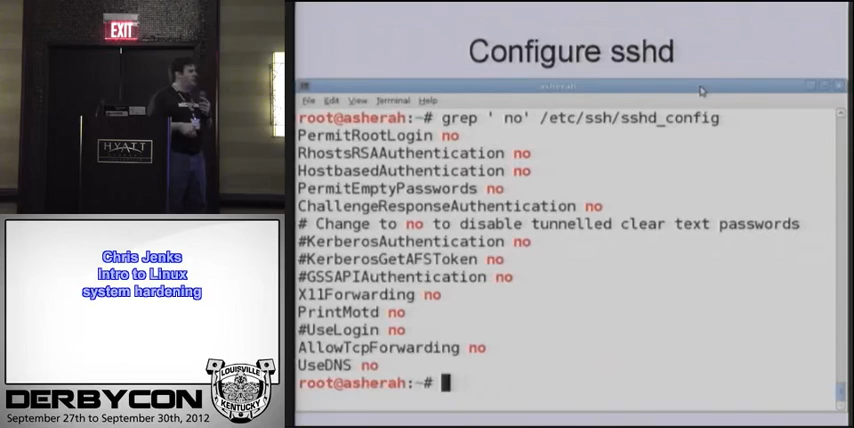 EXIT
HYATT
Chris Jenks
Intro to Linux
system hardening
LOUISVILLE
KENTUCKY
DERBYCON
September 27th to September 30th, 2012
Configure sshd
asherah
File Edit View Terminal Help
root@asherah:~# grep ' no' /etc/ssh/sshd_config
PermitRootLogin no
RhostsRSAAuthentication no
HostbasedAuthentication no
PermitEmptyPasswords no
ChallengeResponseAuthentication no
# Change to no to disable tunnelled clear text passwords
#KerberosAuthentication no
#KerberosGetAFSToken no
#GSSAPIAuthentication no
X11Forwarding no
PrintMotd no
#UseLogin no
AllowTcpForwarding no
UseDNS no
root@asherah:~#